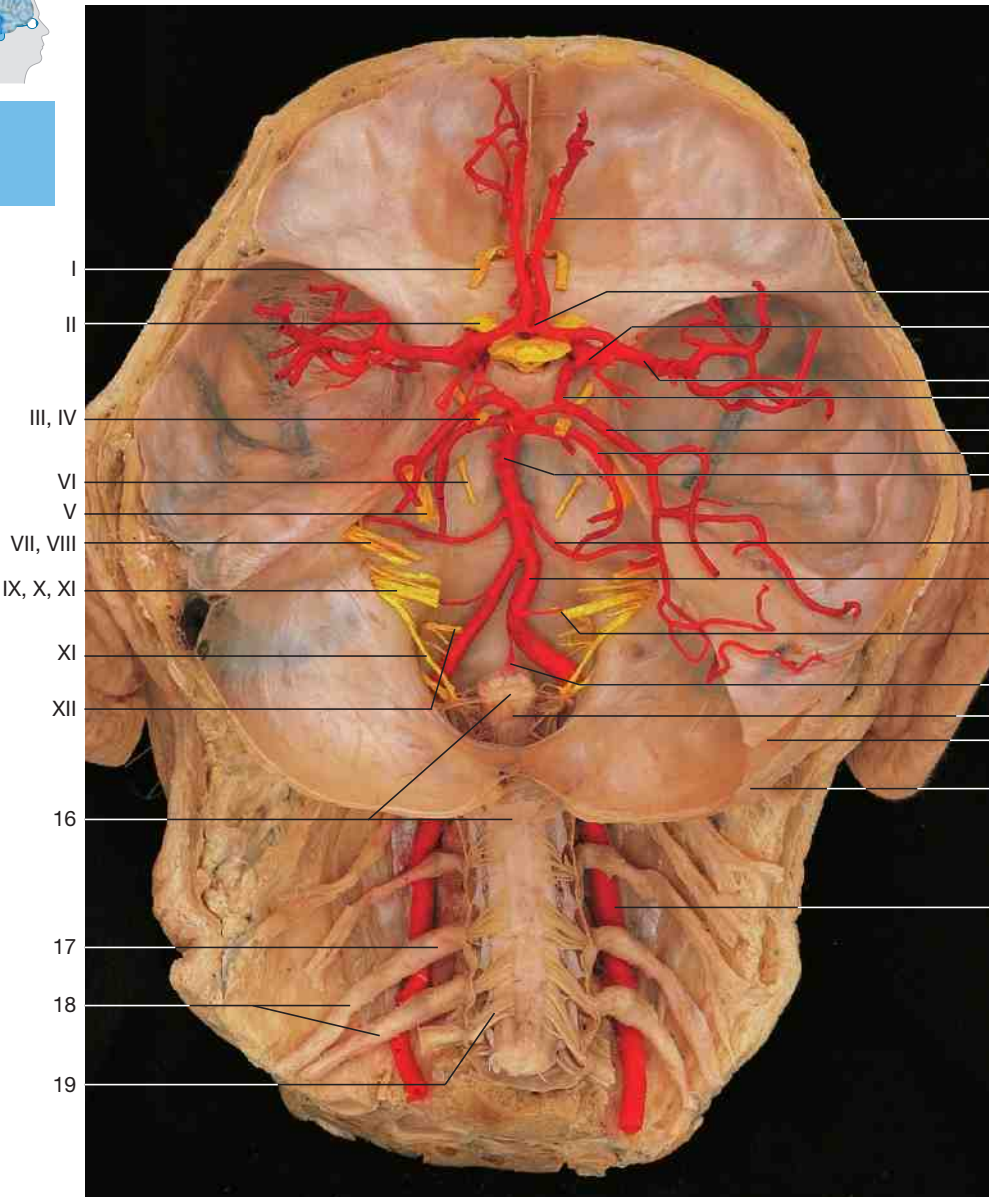 I
II
III, IV
VI
V
VII, VIII
IX, X, XI
XI
XII
16
17
18
19